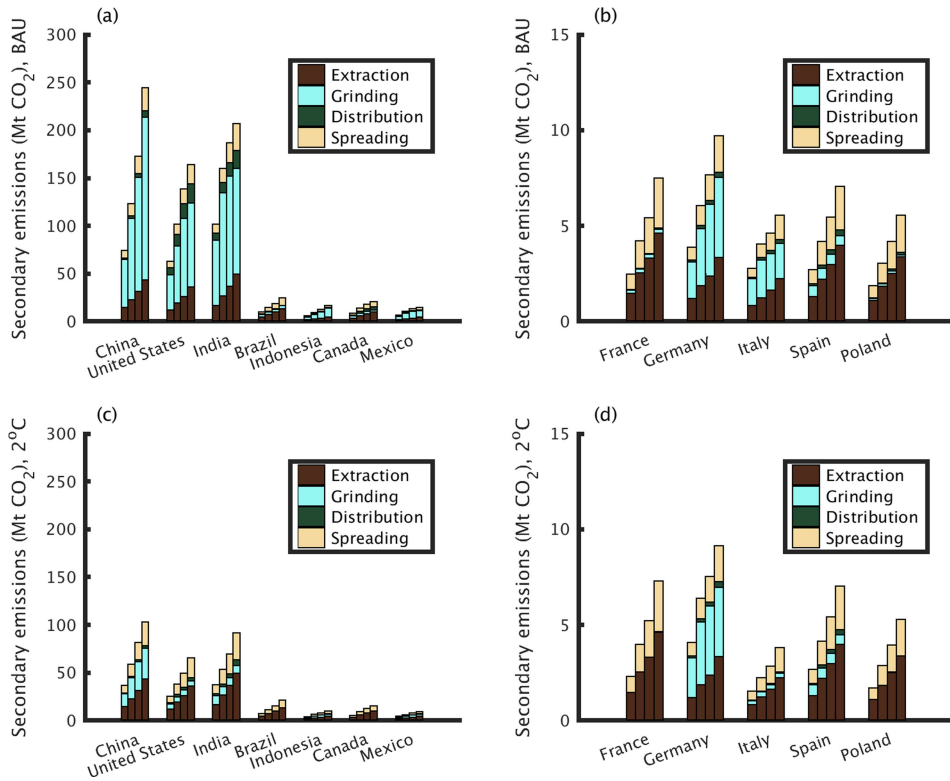 (a)
Secondary emissions (Mt CO2), BAU
300
250
200
150
100
50
0
Extraction
Grinding
Distribution
Spreading
China
United States
India
Brazil
Indonesia
Canada
Mexico
(b)
Secondary emissions (Mt CO2), BAU
15
10
5
0
Extraction
Grinding
Distribution
Spreading
France
Germany
Italy
Spain
Poland
(c)
Secondary emissions (Mt CO2), 2°C
300
250
200
150
100
50
0
Extraction
Grinding
Distribution
Spreading
China
United States
India
Brazil
Indonesia
Canada
Mexico
(d)
Secondary emissions (Mt CO2), 2°C
15
10
5
0
Extraction
Grinding
Distribution
Spreading
France
Germany
Italy
Spain
Poland